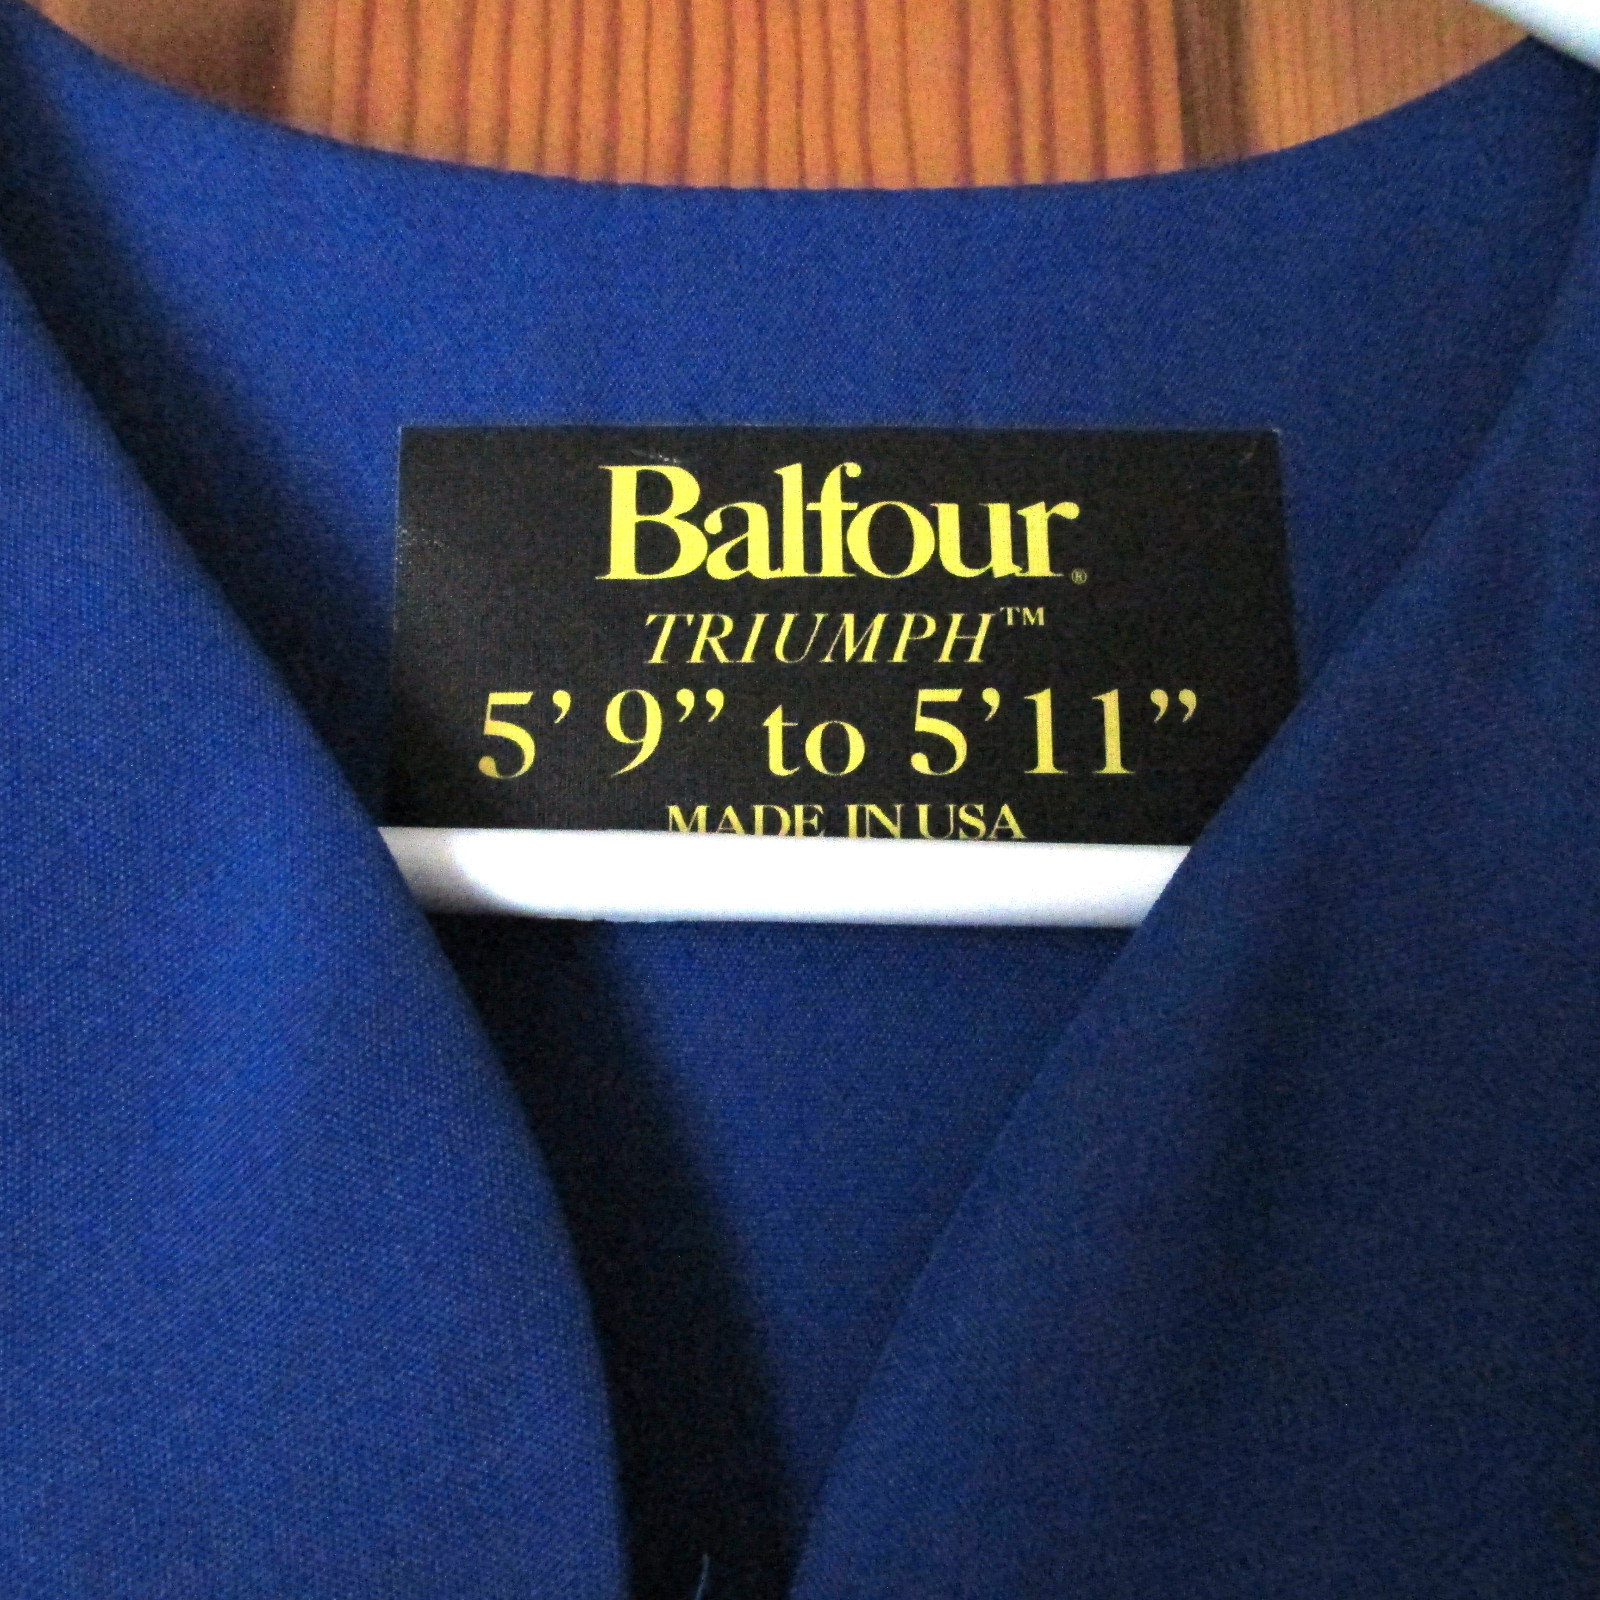 Balfour®
TRIUMPH™
5’ 9” to 5’11”
MADE IN USA